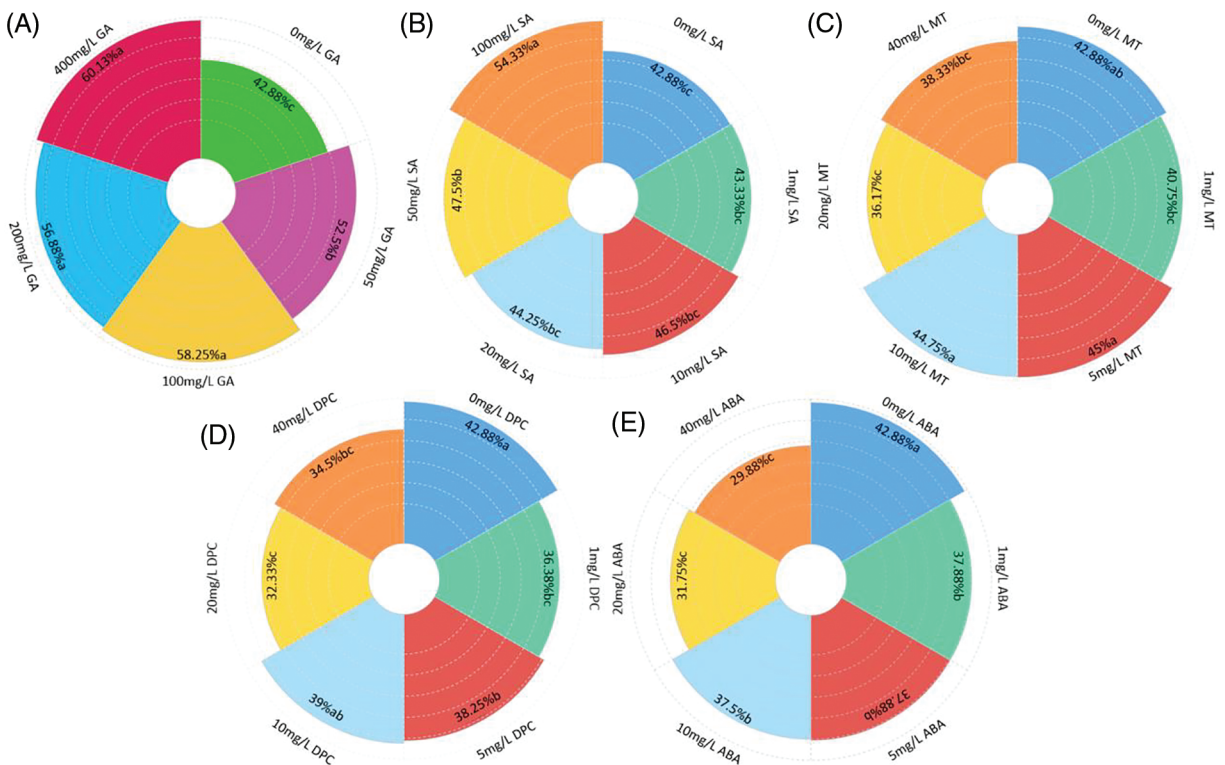 (A)
400mg/L GA
60.13%a
0mg/L GA
42.88%c
50mg/L GA
52.5%b
100mg/L GA
58.25%a
200mg/L GA
56.88%a
(B)
100mg/L SA
54.33%a
0mg/L SA
42.88%c
1mg/L SA
43.33%bc
10mg/L SA
46.5%bc
20mg/L SA
44.25%bc
50mg/L SA
47.5%b
(C)
40mg/L MT
38.33%bc
0mg/L MT
42.88%ab
1mg/L MT
40.75%bc
5mg/L MT
45%a
10mg/L MT
44.75%a
20mg/L MT
36.17%c
(D)
40mg/L DPC
34.5%bc
0mg/L DPC
42.88%a
1mg/L DPC
36.38%bc
5mg/L DPC
38.25%b
10mg/L DPC
39%ab
20mg/L DPC
32.33%c
(E)
40mg/L ABA
29.88%c
0mg/L ABA
42.88%a
1mg/L ABA
37.88%b
5mg/L ABA
37.88%b
10mg/L ABA
37.5%b
20mg/L ABA
31.75%c